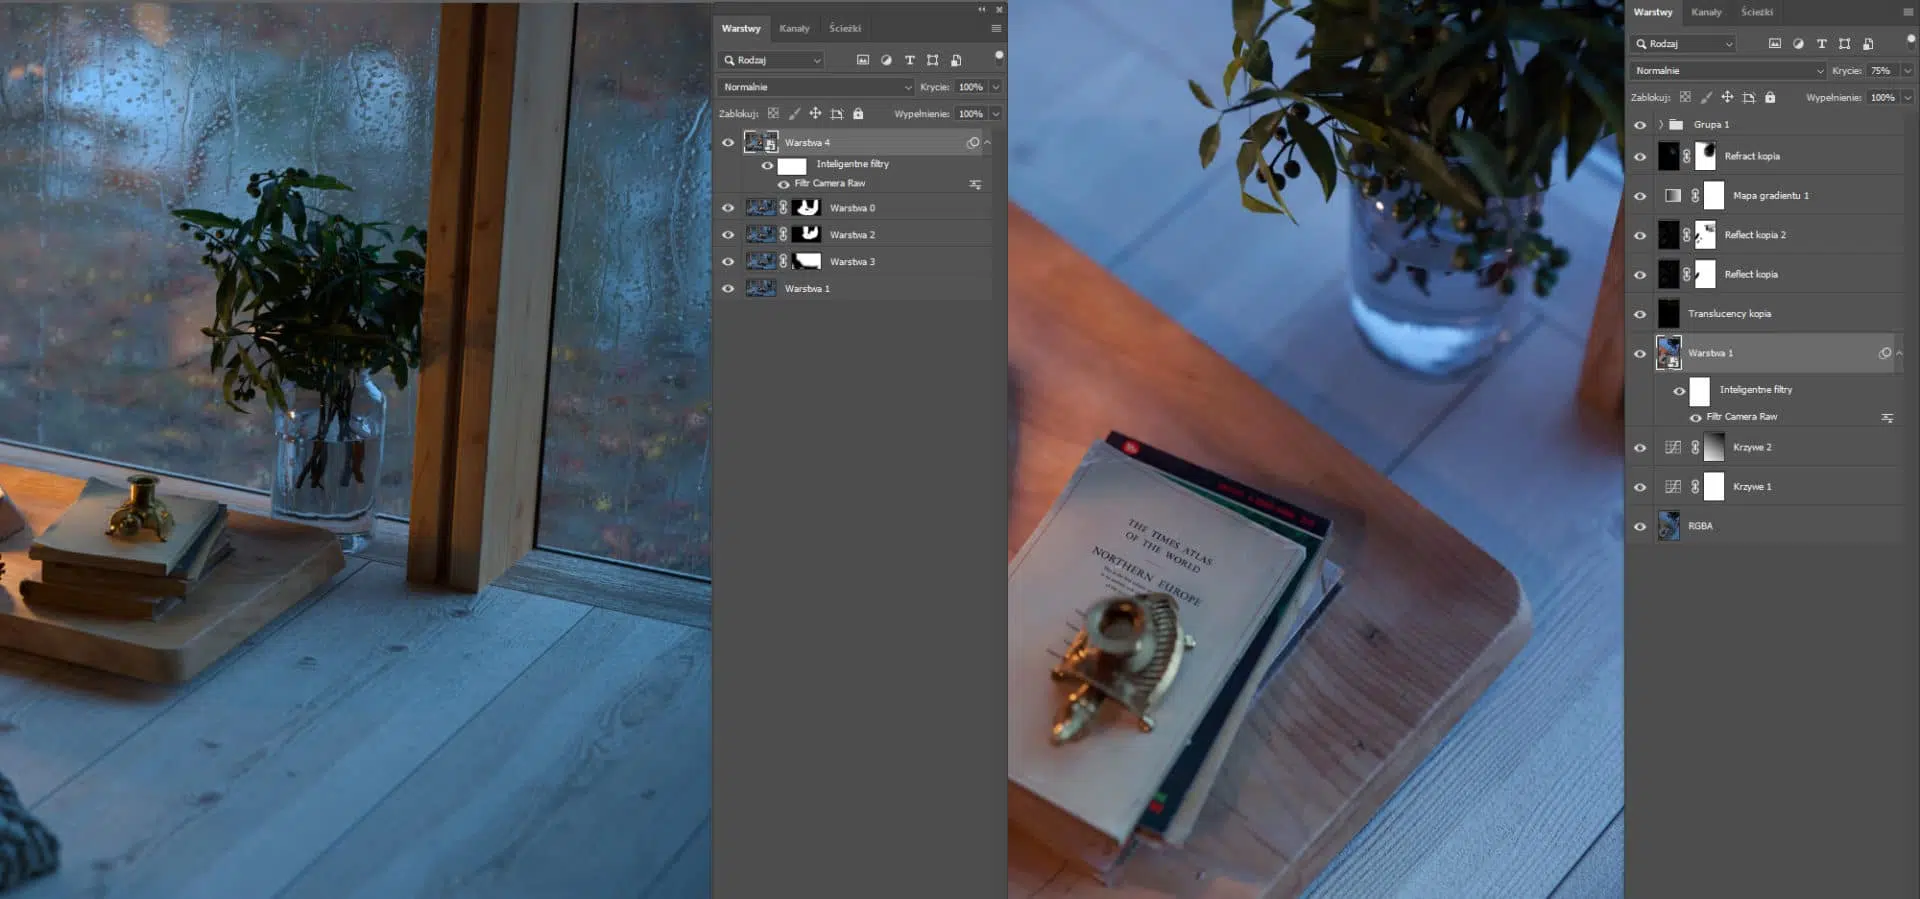 Warstwy Kanały Ścieżki
Rodzaj
Normalnie Krycie: 100%
Zablokuj: Wypełnienie: 100%
Warstwa 4
Inteligentne filtry
Filtr Camera Raw
Warstwa 0
Warstwa 2
Warstwa 3
Warstwa 1
THE TIMES ATLAS
OF THE WORLD
NORTHERN EUROPE
Warstwy Kanały Ścieżki
Rodzaj
Normalnie Krycie: 75%
Zablokuj: Wypełnienie: 100%
Grupa 1
Refract kopia
Mapa gradientu 1
Reflect kopia 2
Reflect kopia
Translucency kopia
Warstwa 1
Inteligentne filtry
Filtr Camera Raw
Krzywe 2
Krzywe 1
RGBA